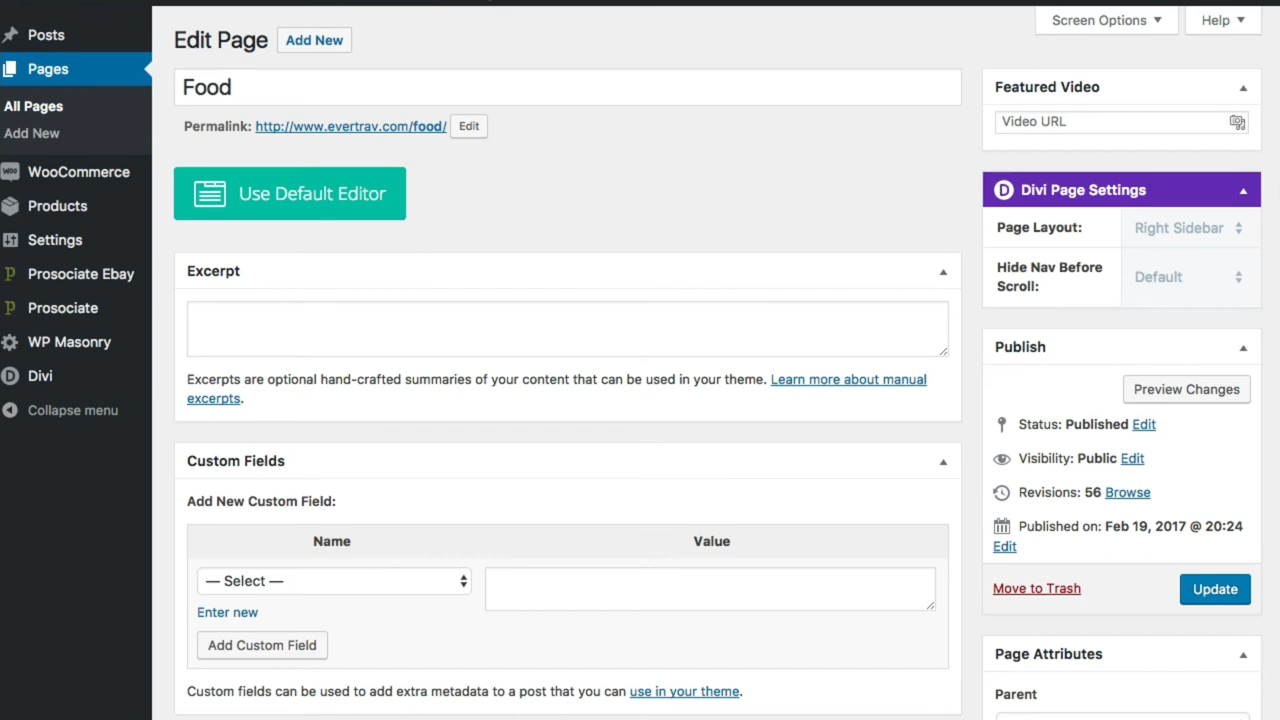 Screen Options
Help
Posts
Edit Page
Add New
Pages
Food
Featured Video
All Pages
Add New
Permalink: http://www.evertrav.com/food/
Edit
Video URL
WooCommerce
Use Default Editor
D Divi Page Settings
Products
Page Layout:
Right Sidebar
Settings
Hide Nav Before
Scroll:
Default
Prosociate Ebay
Excerpt
Prosociate
WP Masonry
Publish
Divi
Excerpts are optional hand-crafted summaries of your content that can be used in your theme. Learn more about manual
excerpts.
Preview Changes
Collapse menu
Status: Published Edit
Custom Fields
Visibility: Public Edit
Add New Custom Field:
Revisions: 56 Browse
Name
Value
Published on: Feb 19, 2017 @ 20:24
Edit
— Select —
Enter new
Move to Trash
Update
Add Custom Field
Page Attributes
Custom fields can be used to add extra metadata to a post that you can use in your theme.
Parent